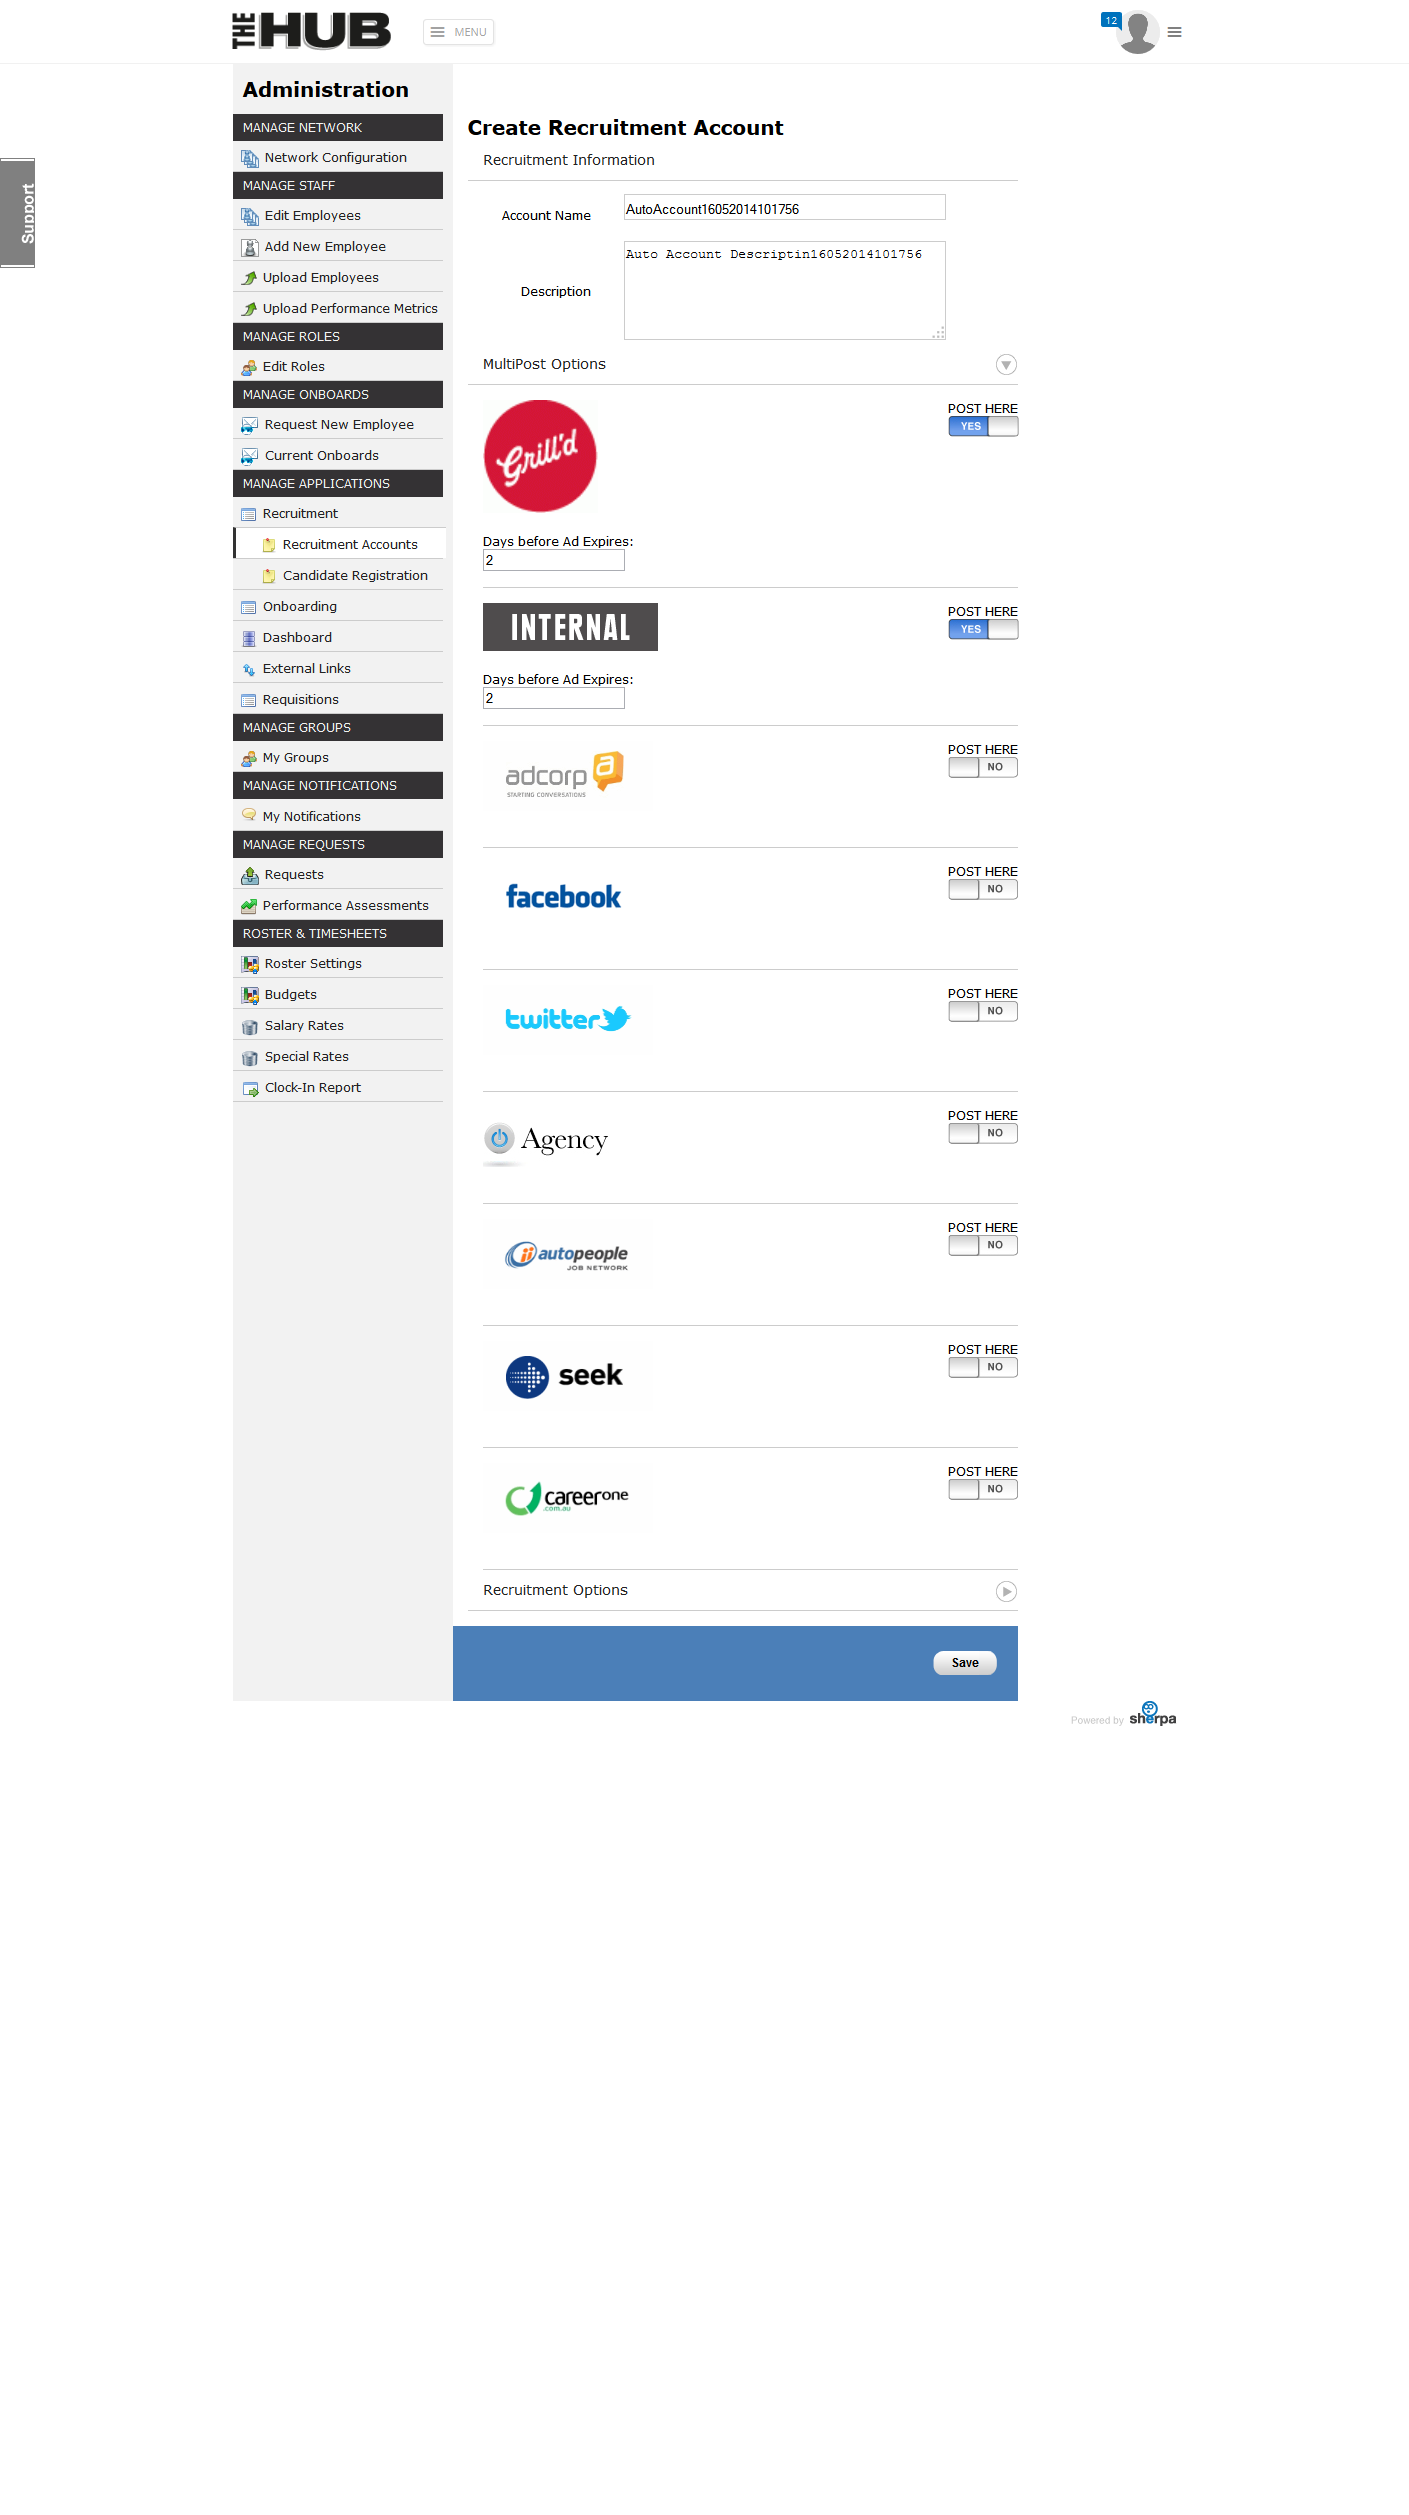 THE HUB
MENU
12
Support
Administration
MANAGE NETWORK
Network Configuration
MANAGE STAFF
Edit Employees
Add New Employee
Upload Employees
Upload Performance Metrics
MANAGE ROLES
Edit Roles
MANAGE ONBOARDS
Request New Employee
Current Onboards
MANAGE APPLICATIONS
Recruitment
Recruitment Accounts
Candidate Registration
Onboarding
Dashboard
External Links
Requisitions
MANAGE GROUPS
My Groups
MANAGE NOTIFICATIONS
My Notifications
MANAGE REQUESTS
Requests
Performance Assessments
ROSTER & TIMESHEETS
Roster Settings
Budgets
Salary Rates
Special Rates
Clock-In Report
Create Recruitment Account
Recruitment Information
Account Name
AutoAccount16052014101756
Description
Auto Account Descriptin16052014101756
MultiPost Options
Grill'd
POST HERE
YES
Days before Ad Expires:
2
INTERNAL
POST HERE
YES
Days before Ad Expires:
2
adcorp a
STARTING CONVERSATIONS
POST HERE
NO
facebook
POST HERE
NO
twitter
POST HERE
NO
Agency
POST HERE
NO
autopeople
JOB NETWORK
POST HERE
NO
seek
POST HERE
NO
careerone
.com.au
POST HERE
NO
Recruitment Options
Save
Powered by sherpa